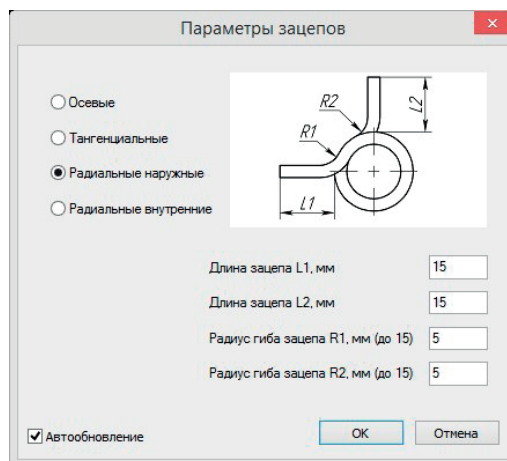 Параметры зацепов
Осевые
Тангенциальные
Радиальные наружные
Радиальные внутренние
R2
L2
R1
L1
Длина зацепа L1, мм 15
Длина зацепа L2, мм 15
Радиус гиба зацепа R1, мм (до 15) 5
Радиус гиба зацепа R2, мм (до 15) 5
Автообновление OK Отмена